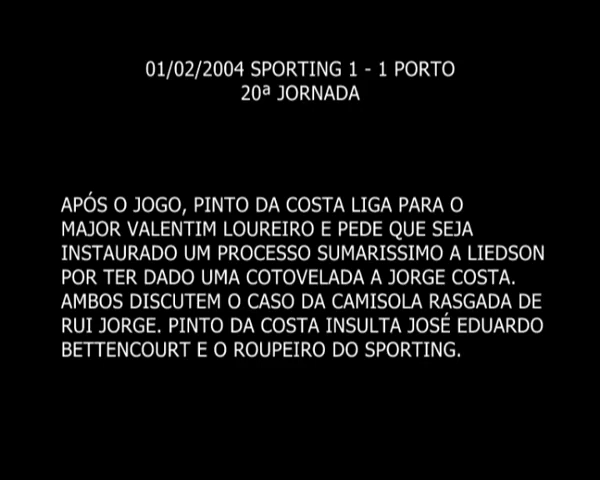 01/02/2004 SPORTING 1 - 1 PORTO
20ª JORNADA
APÓS O JOGO, PINTO DA COSTA LIGA PARA O
MAJOR VALENTIM LOUREIRO E PEDE QUE SEJA
INSTAURADO UM PROCESSO SUMARISSIMO A LIEDSON
POR TER DADO UMA COTOVELADA A JORGE COSTA.
AMBOS DISCUTEM O CASO DA CAMISOLA RASGADA DE
RUI JORGE. PINTO DA COSTA INSULTA JOSÉ EDUARDO
BETTENCOURT E O ROUPEIRO DO SPORTING.